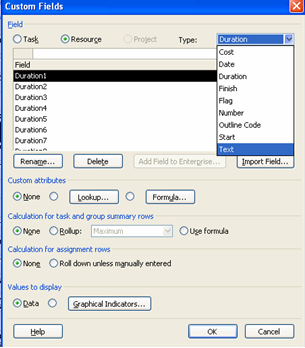 Custom Fields
Field
Task Resource Project Type: Duration
Cost
Date
Duration
Finish
Flag
Number
Outline Code
Start
Text
Field
Duration1
Duration2
Duration3
Duration4
Duration5
Duration6
Duration7
Duration8
Rename... Delete Add Field to Enterprise... Import Field...
Custom attributes
None Lookup... Formula...
Calculation for task and group summary rows
None Rollup: Maximum Use formula
Calculation for assignment rows
None Roll down unless manually entered
Values to display
Data Graphical Indicators...
Help OK Cancel